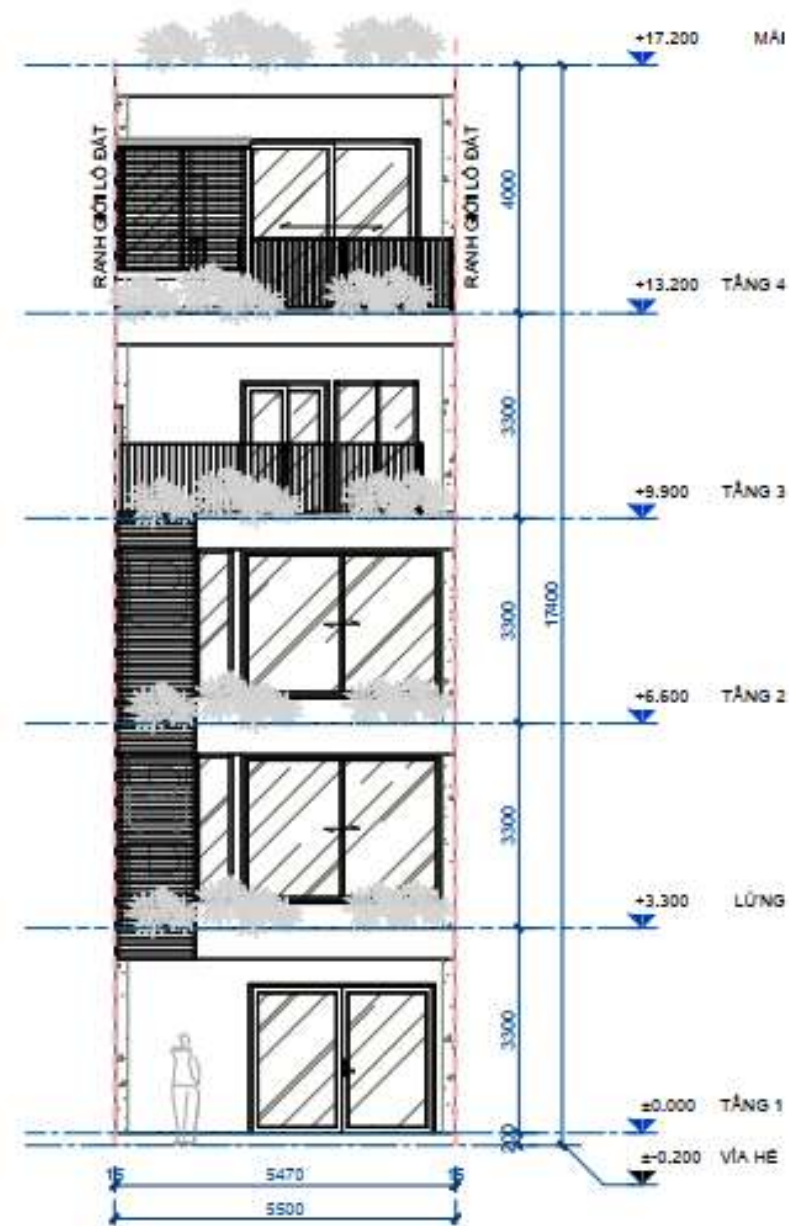 +17.200 MÁI
RANH GIỚI LÔ ĐẤT
RANH GIỚI LÔ ĐẤT
4000
+13.200 TẦNG 4
3300
+9.900 TẦNG 3
3300
17400
+6.600 TẦNG 2
3300
+3.300 LỬNG
3300
±0.000 TẦNG 1
200
±-0.200 VỈA HÈ
15 5470 15
5500